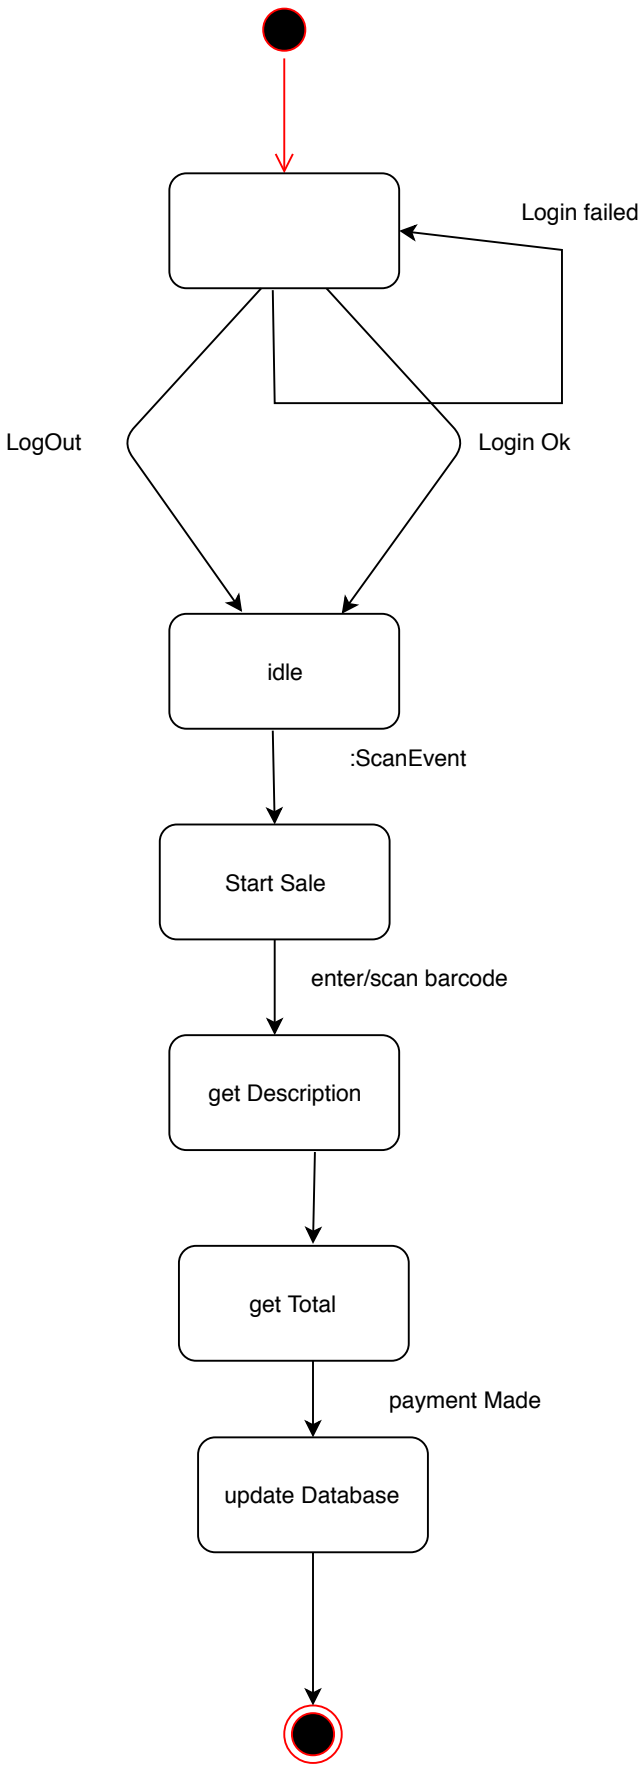 Login failed
LogOut
Login Ok
idle
:ScanEvent
Start Sale
enter/scan barcode
get Description
get Total
payment Made
update Database